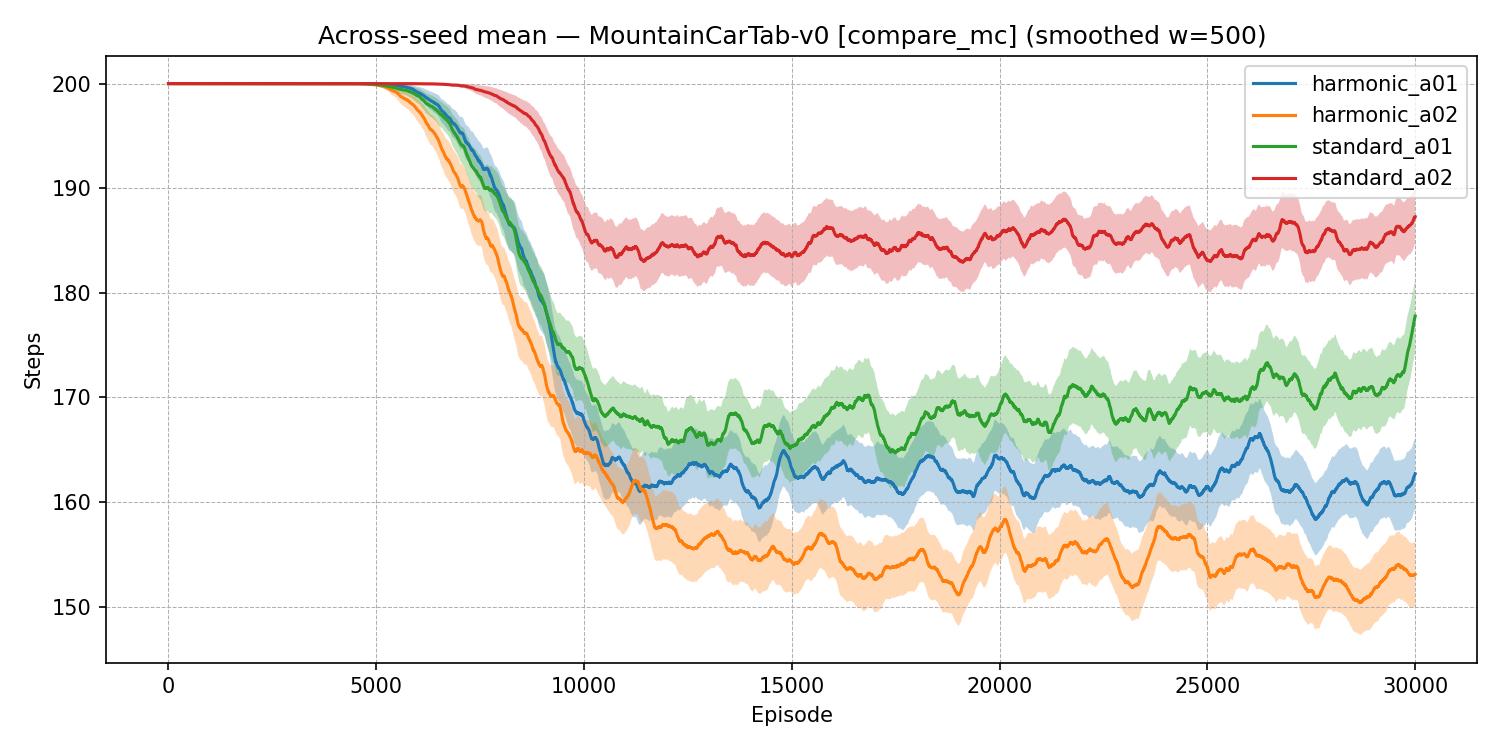 Across-seed mean — MountainCarTab-v0 [compare_mc] (smoothed w=500)
harmonic_a01
harmonic_a02
standard_a01
standard_a02
200
190
180
170
160
150
Steps
0 5000 10000 15000 20000 25000 30000
Episode